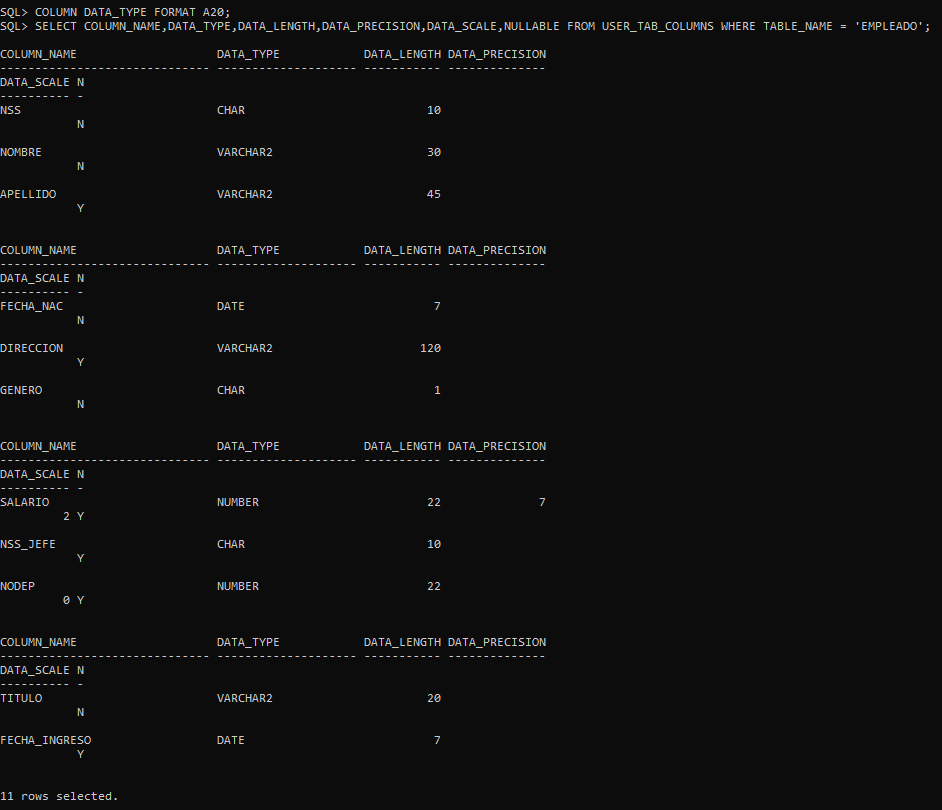 SQL> COLUMN DATA_TYPE FORMAT A20;
SQL> SELECT COLUMN_NAME,DATA_TYPE,DATA_LENGTH,DATA_PRECISION,DATA_SCALE,NULLABLE FROM USER_TAB_COLUMNS WHERE TABLE_NAME = 'EMPLEADO';

COLUMN_NAME                    DATA_TYPE            DATA_LENGTH DATA_PRECISION
------------------------------ -------------------- ----------- --------------
DATA_SCALE N
---------- -
NSS                            CHAR                          10
           N

NOMBRE                         VARCHAR2                      30
           N

APELLIDO                       VARCHAR2                      45
           Y


COLUMN_NAME                    DATA_TYPE            DATA_LENGTH DATA_PRECISION
------------------------------ -------------------- ----------- --------------
DATA_SCALE N
---------- -
FECHA_NAC                      DATE                           7
           N

DIRECCION                      VARCHAR2                     120
           Y

GENERO                         CHAR                           1
           N


COLUMN_NAME                    DATA_TYPE            DATA_LENGTH DATA_PRECISION
------------------------------ -------------------- ----------- --------------
DATA_SCALE N
---------- -
SALARIO                        NUMBER                        22              7
         2 Y

NSS_JEFE                       CHAR                          10
           Y

NODEP                          NUMBER                        22
         0 Y


COLUMN_NAME                    DATA_TYPE            DATA_LENGTH DATA_PRECISION
------------------------------ -------------------- ----------- --------------
DATA_SCALE N
---------- -
TITULO                         VARCHAR2                      20
           N

FECHA_INGRESO                  DATE                           7
           Y


11 rows selected.